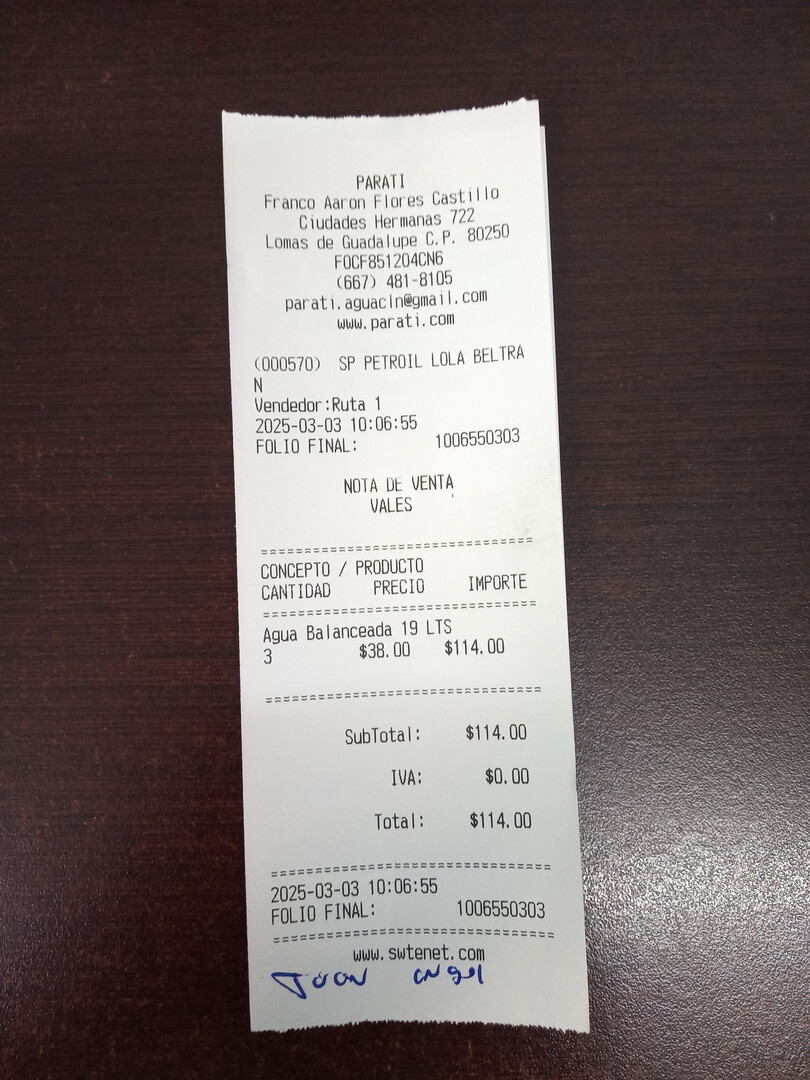 PARATI
Franco Aaron Flores Castillo
Ciudades Hermanas 722
Lomas de Guadalupe C.P. 80250
FOCF851204CN6
(667) 481-8105
parati.aguacln@gmail.com
www.parati.com
(000570) SP PETROIL LOLA BELTRA
N
Vendedor:Ruta 1
2025-03-03 10:06:55
FOLIO FINAL: 1006550303
NOTA DE VENTA
VALES
==============================
CONCEPTO / PRODUCTO
CANTIDAD PRECIO IMPORTE
==============================
Agua Balanceada 19 LTS
3 $38.00 $114.00
==============================
SubTotal: $114.00
IVA: $0.00
Total: $114.00
==============================
2025-03-03 10:06:55
FOLIO FINAL: 1006550303
==============================
www.swtenet.com
Juan angel